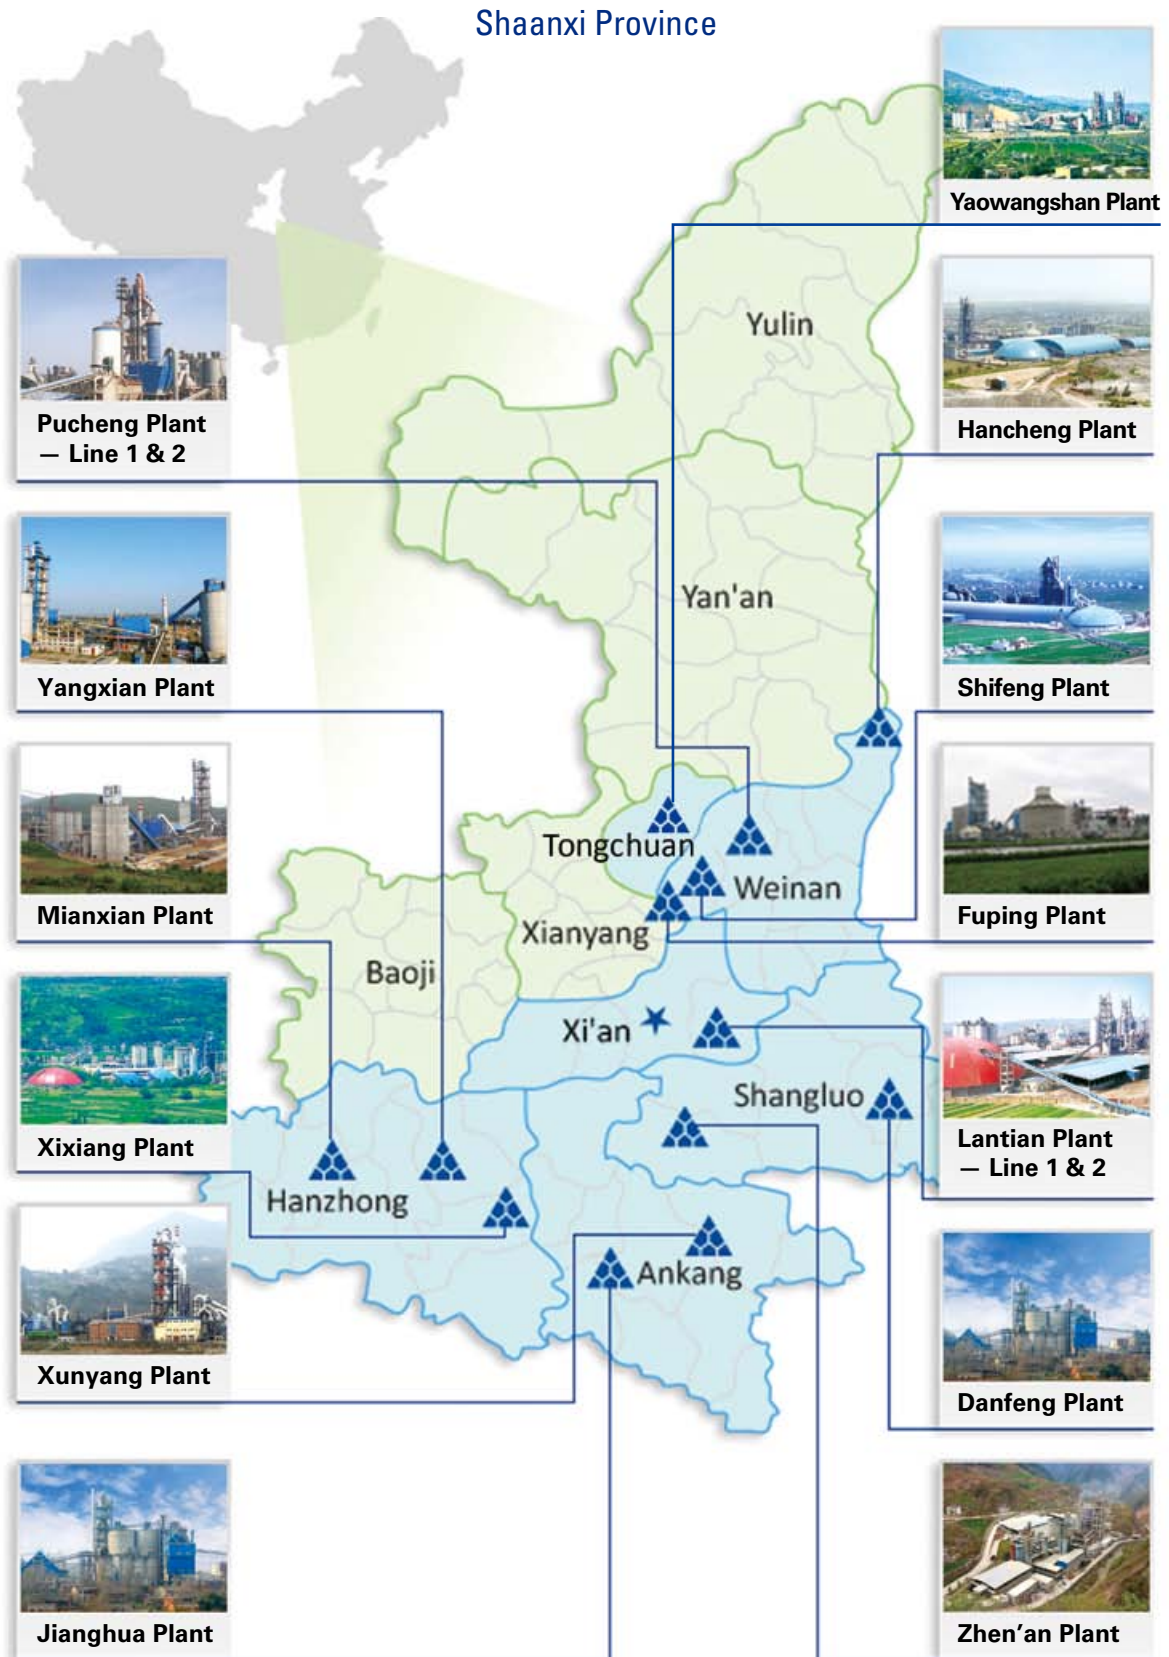 Shaanxi Province
Yaowangshan Plant
Pucheng Plant
— Line 1 & 2
Hancheng Plant
Yangxian Plant
Shifeng Plant
Mianxian Plant
Fuping Plant
Xixiang Plant
Lantian Plant
— Line 1 & 2
Xunyang Plant
Danfeng Plant
Jianghua Plant
Zhen’an Plant
Yulin
Yan'an
Tongchuan
Weinan
Xianyang
Baoji
Xi'an
Shangluo
Hanzhong
Ankang